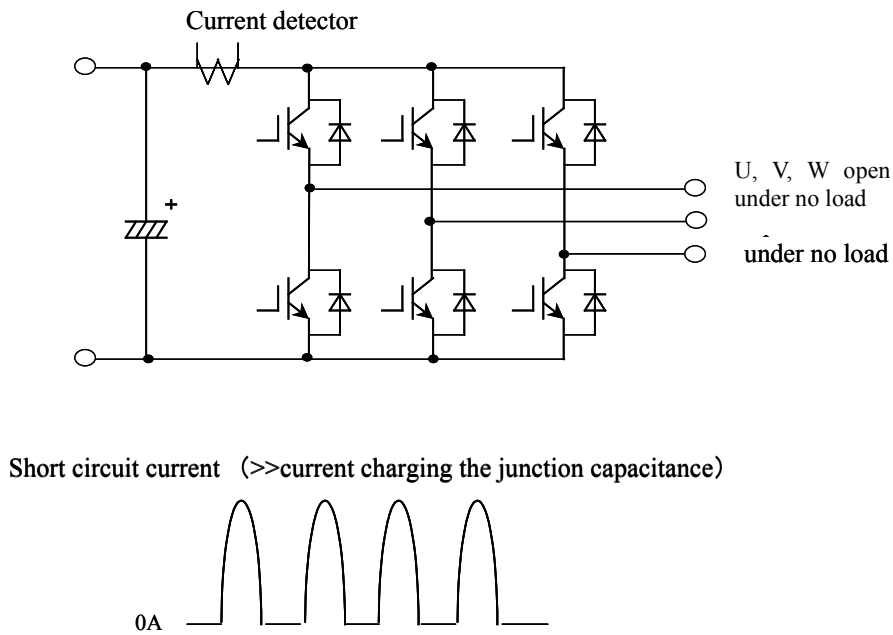 Current detector
+
U, V, W open
under no load
under no load
Short circuit current （>>current charging the junction capacitance）
0A